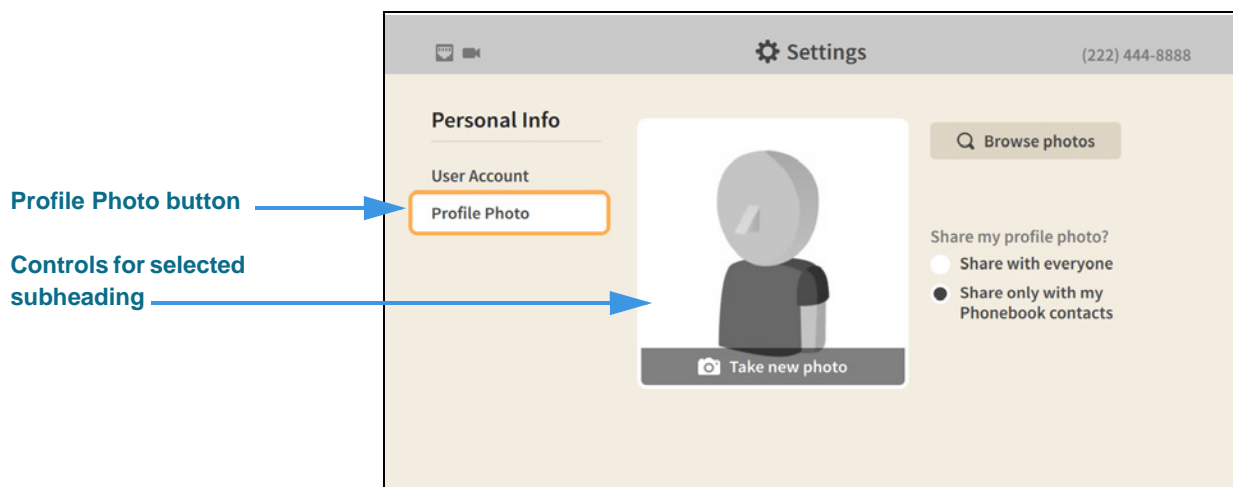 Settings
(222) 444-8888
Personal Info
User Account
Profile Photo
Profile Photo button
Controls for selected
subheading
Take new photo
Browse photos
Share my profile photo?
Share with everyone
Share only with my
Phonebook contacts